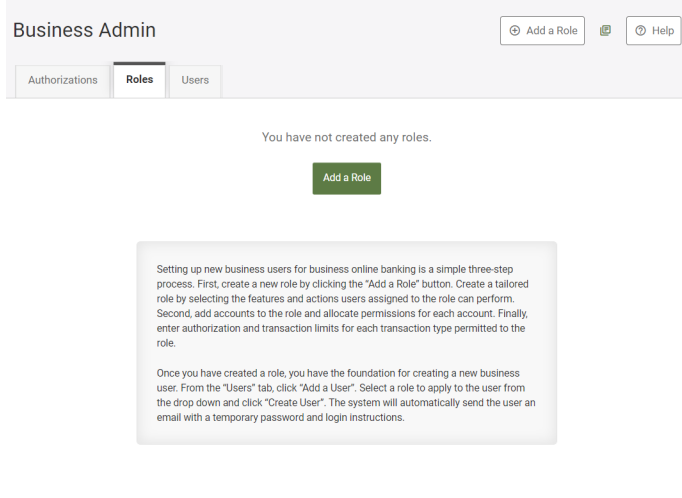 Business Admin
Add a Role
Help
Authorizations
Roles
Users
You have not created any roles.
Add a Role
Setting up new business users for business online banking is a simple three-step
process. First, create a new role by clicking the “Add a Role” button. Create a tailored
role by selecting the features and actions users assigned to the role can perform.
Second, add accounts to the role and allocate permissions for each account. Finally,
enter authorization and transaction limits for each transaction type permitted to the
role.
Once you have created a role, you have the foundation for creating a new business
user. From the “Users” tab, click “Add a User”. Select a role to apply to the user from
the drop down and click “Create User”. The system will automatically send the user an
email with a temporary password and login instructions.